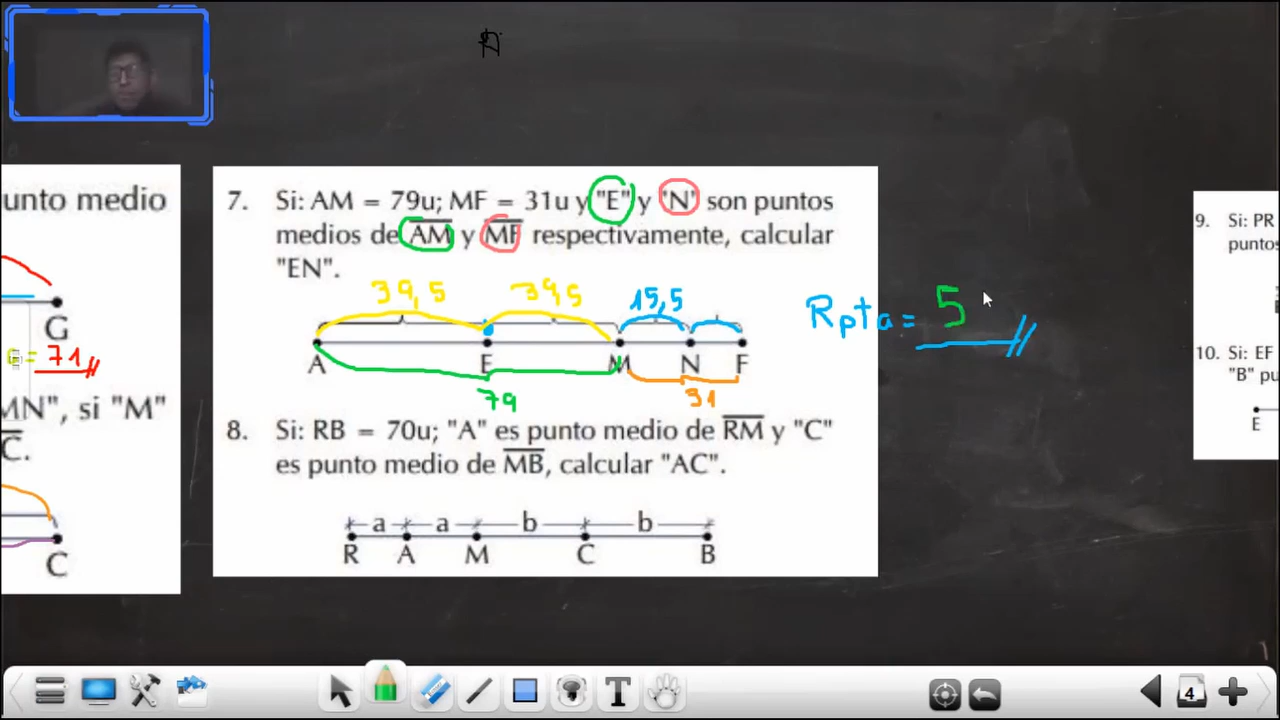 unto medio
G
= 71
MN", si "M"
C.
C
7. Si: AM = 79u; MF = 31u y "E" y "N" son puntos
medios de AM y MF respectivamente, calcular
"EN".
39,5 39,5 15,5
A E M N F
79 31
Rpta = 5
8. Si: RB = 70u; "A" es punto medio de RM y "C"
es punto medio de MB, calcular "AC".
a a b b
R A M C B
9. Si: PR
puntos
10. Si: EF
"B" pu
E
T
4